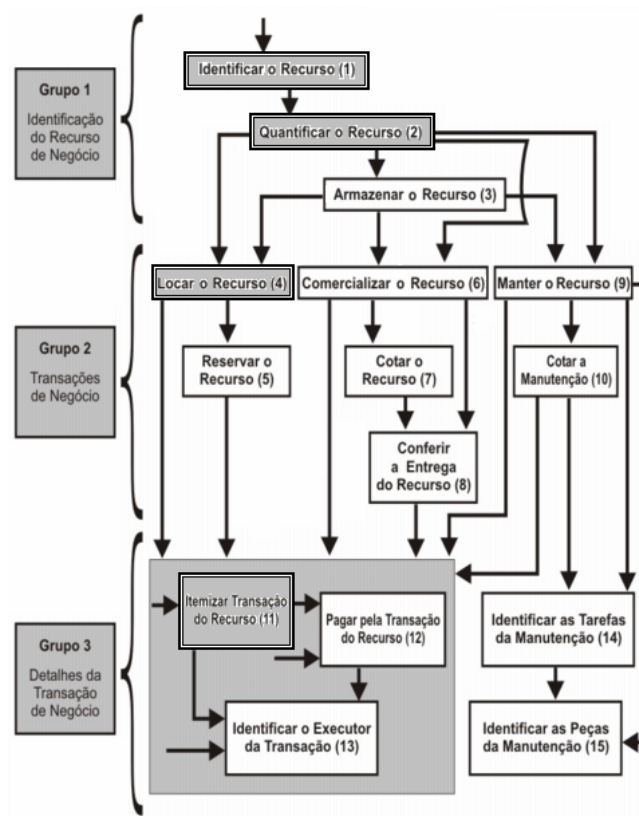 Identificar o Recurso (1)
Grupo 1
Identificação
do Recurso
de Negócio
Quantificar o Recurso (2)
Armazenar o Recurso (3)
Locar o Recurso (4)
Comercializar o Recurso (6)
Manter o Recurso (9)
Grupo 2
Transações
de Negócio
Reservar o
Recurso (5)
Cotar o
Recurso (7)
Cotar a
Manutenção (10)
Conferir
a Entrega
do Recurso (8)
Grupo 3
Detalhes da
Transação
de Negócio
Itemizar Transação
do Recurso (11)
Pagar pela Transação
do Recurso (12)
Identificar as Tarefas
da Manutenção (14)
Identificar o Executor
da Transação (13)
Identificar as Peças
da Manutenção (15)